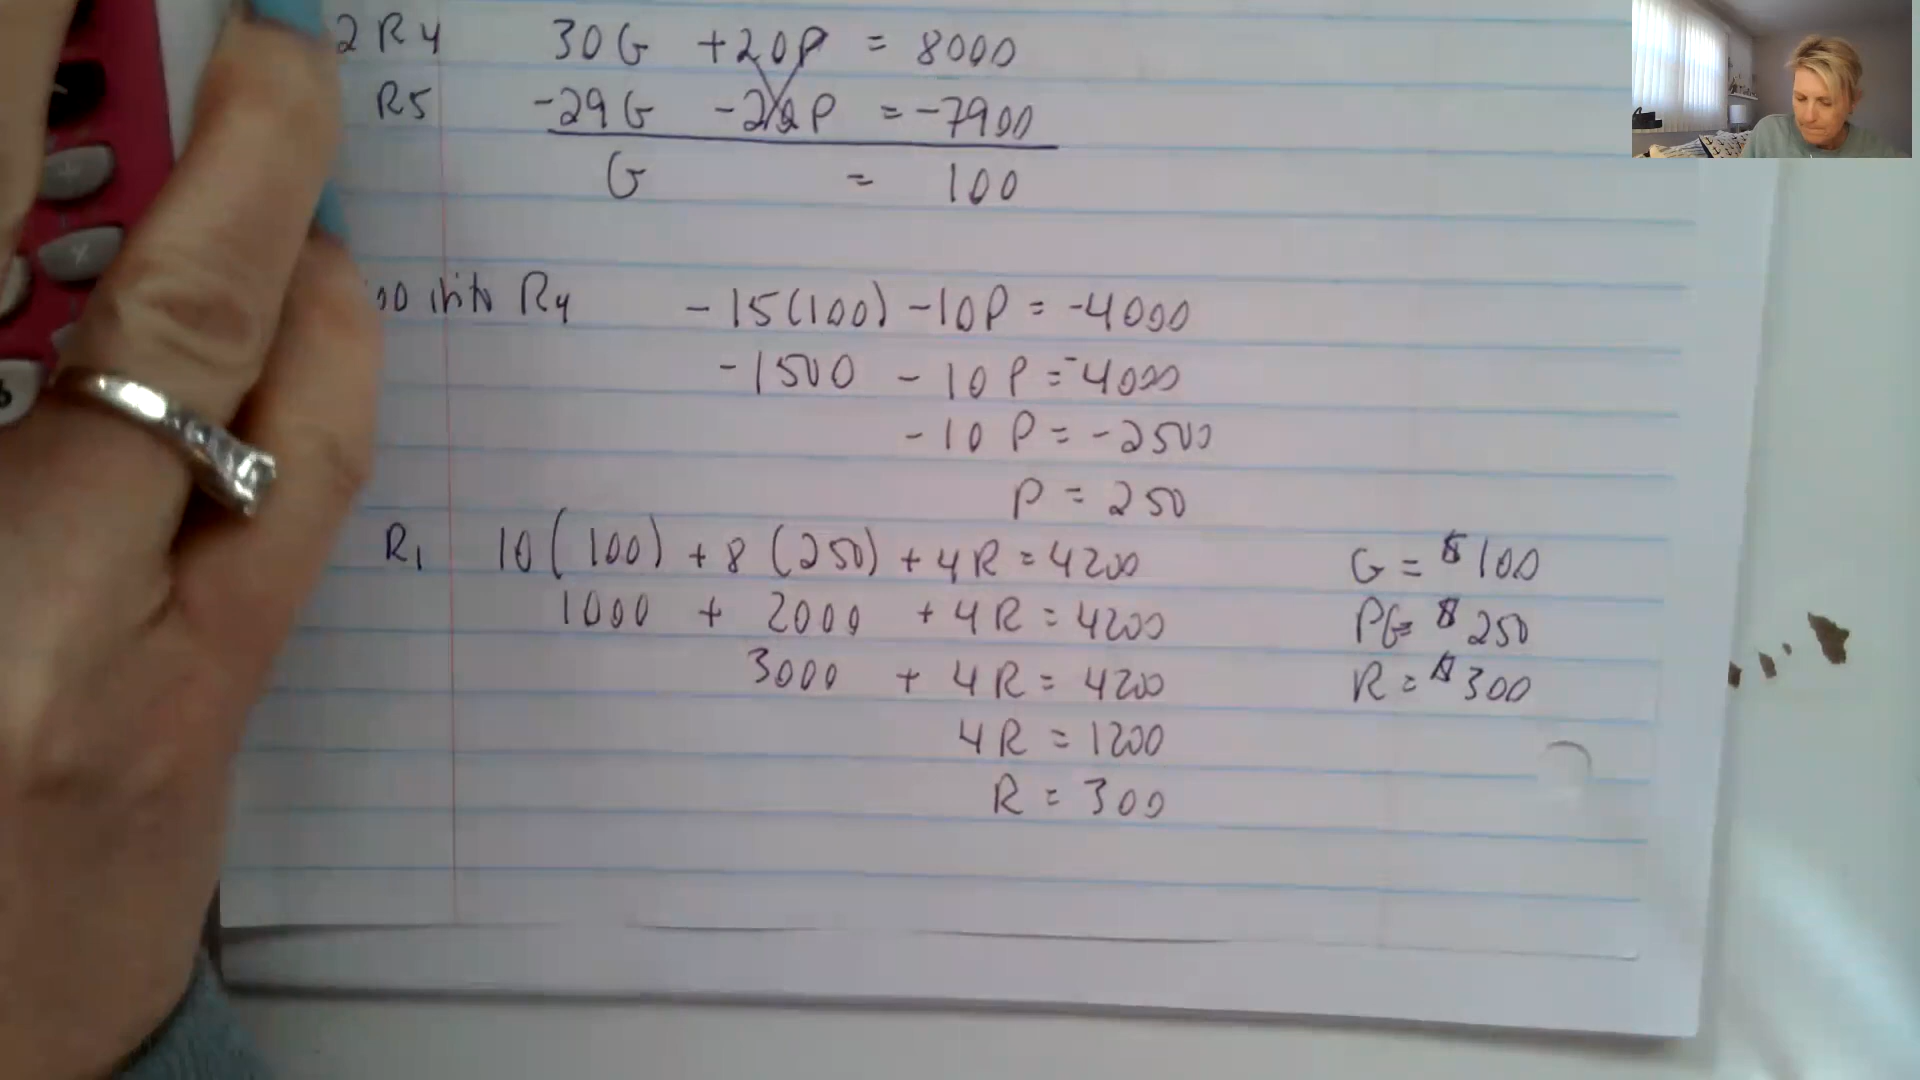 2R4 30G +20P = 8000
R5 -29G -20P = -7900
G = 100
into R4 -15(100) -10P = -4000
-1500 - 10P = -4000
-10P = -2500
P = 250
R1 10(100) + 8(250) + 4R = 4200
1000 + 2000 + 4R = 4200
3000 + 4R = 4200
4R = 1200
R = 300
G = $100
PG= $250
R = $300